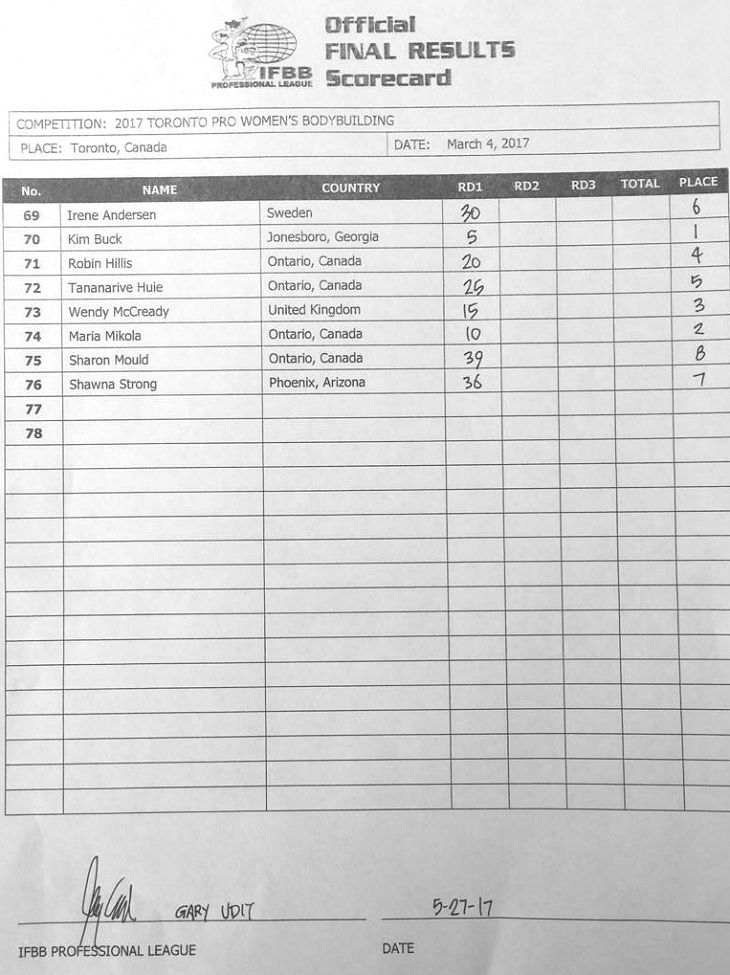 Official
FINAL RESULTS
Scorecard
IFBB
PROFESSIONAL LEAGUE
COMPETITION: 2017 TORONTO PRO WOMEN'S BODYBUILDING
PLACE: Toronto, Canada DATE: March 4, 2017
No. NAME COUNTRY RD1 RD2 RD3 TOTAL PLACE
69 Irene Andersen Sweden 30 6
70 Kim Buck Jonesboro, Georgia 5 1
71 Robin Hillis Ontario, Canada 20 4
72 Tananarive Huie Ontario, Canada 25 5
73 Wendy McCready United Kingdom 15 3
74 Maria Mikola Ontario, Canada 10 2
75 Sharon Mould Ontario, Canada 39 8
76 Shawna Strong Phoenix, Arizona 36 7
77
78
GARY UDIT 5-27-17
IFBB PROFESSIONAL LEAGUE DATE